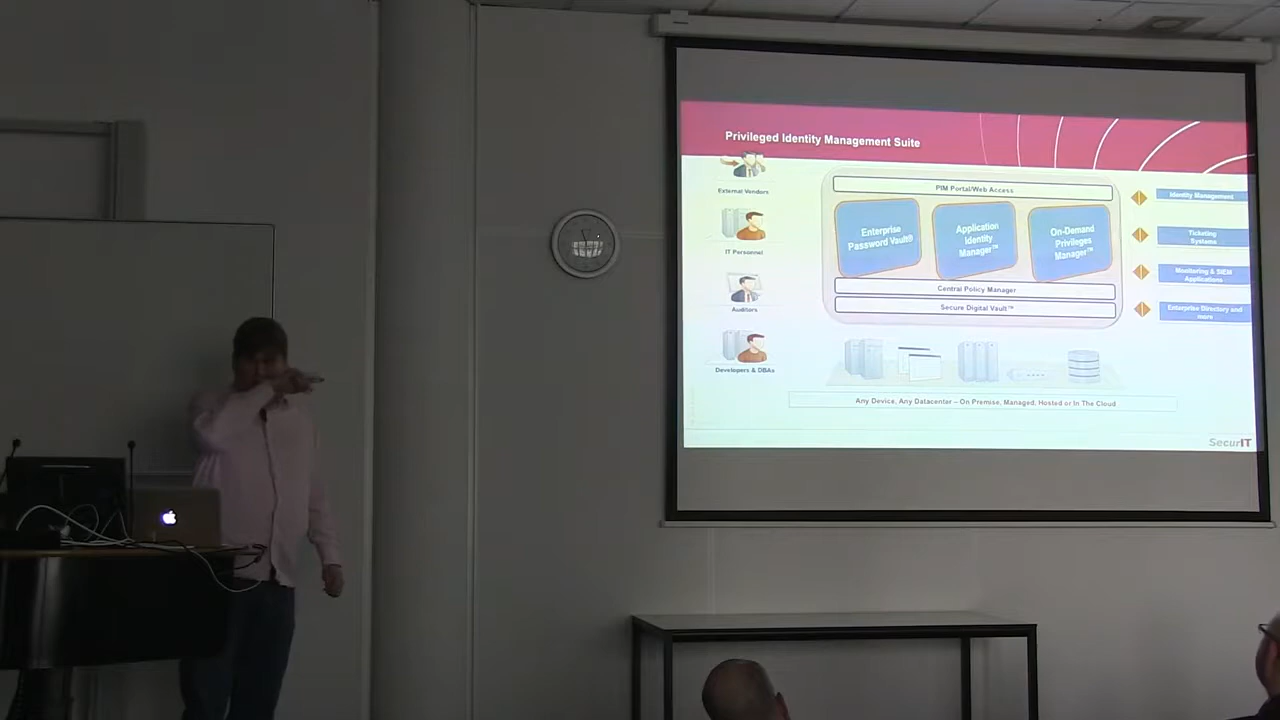 Privileged Identity Management Suite
External Vendors
IT Personnel
Auditors
Developers & DBAs
PIM Portal/Web Access
Enterprise
Password Vault®
Application
Identity
Manager™
On-Demand
Privileges
Manager™
Central Policy Manager
Secure Digital Vault™
Identity Management
Ticketing
Systems
Monitoring & SIEM
Applications
Enterprise Directory and
more
Any Device, Any Datacenter – On Premise, Managed, Hosted or In The Cloud
SecurIT